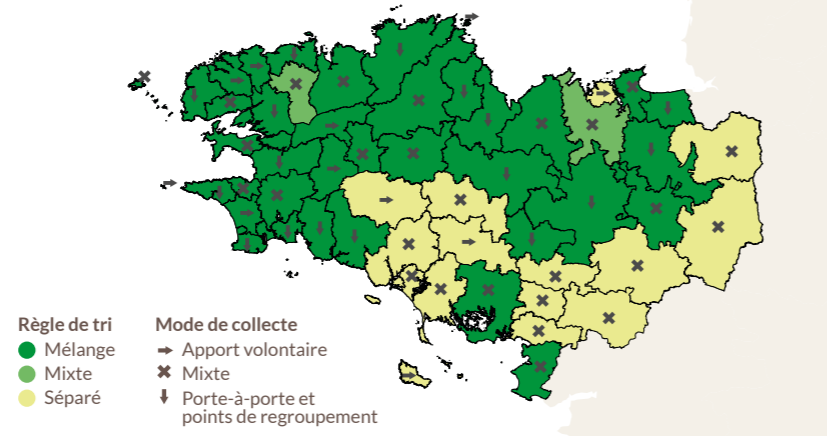 Règle de tri
Mélange
Mixte
Séparé
Mode de collecte
Apport volontaire
Mixte
Porte-à-porte et
points de regroupement